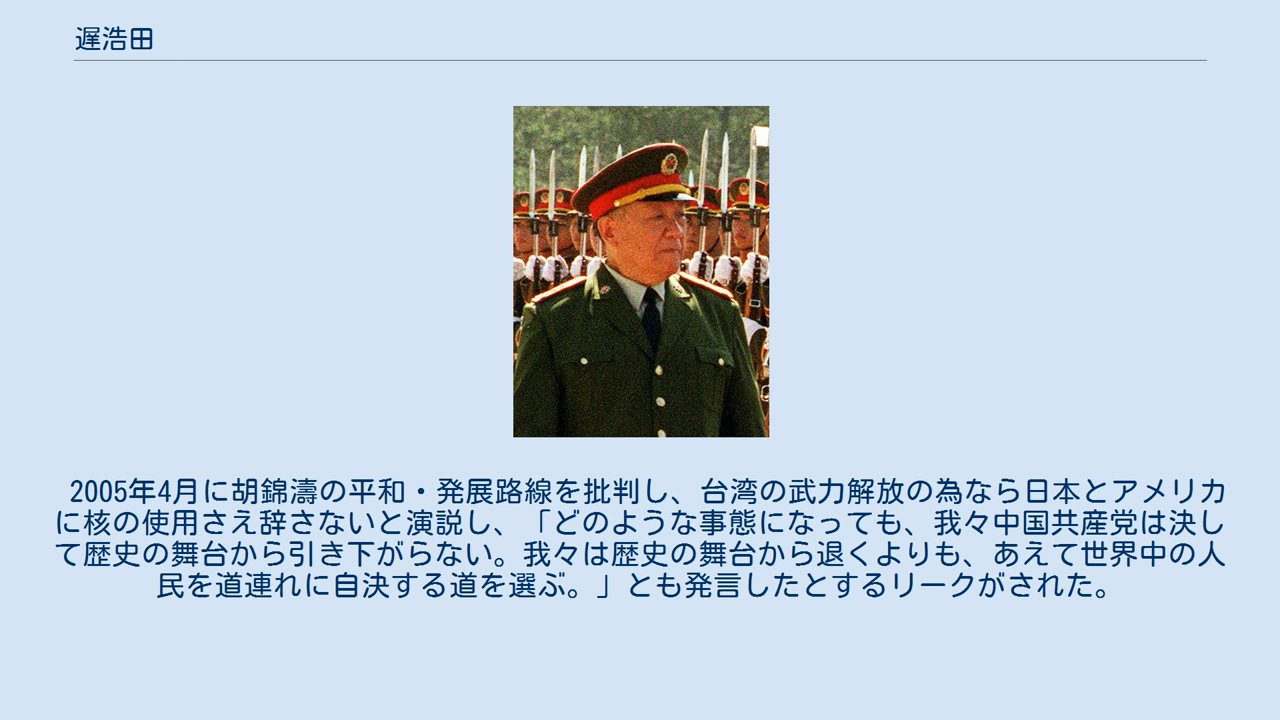 遅浩田
2005年4月に胡錦濤の平和・発展路線を批判し、台湾の武力解放の為なら日本とアメリカ
に核の使用さえ辞さないと演説し、「どのような事態になっても、我々中国共産党は決し
て歴史の舞台から引き下がらない。我々は歴史の舞台から退くよりも、あえて世界中の人
民を道連れに自決する道を選ぶ。」とも発言したとするリークがされた。